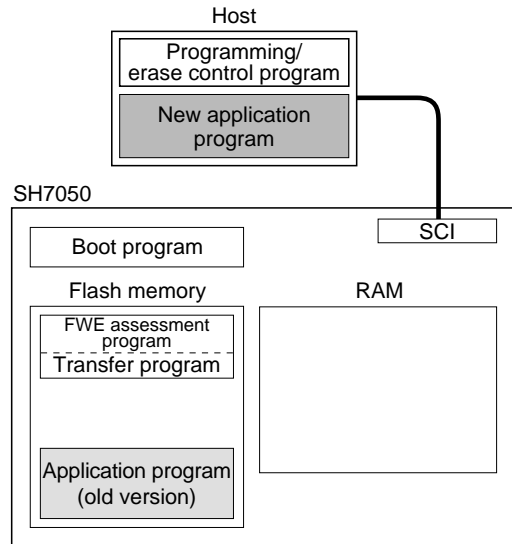 Host
Programming/
erase control program
New application
program
SH7050
SCI
Boot program
Flash memory
RAM
FWE assessment
program
Transfer program
Application program
(old version)